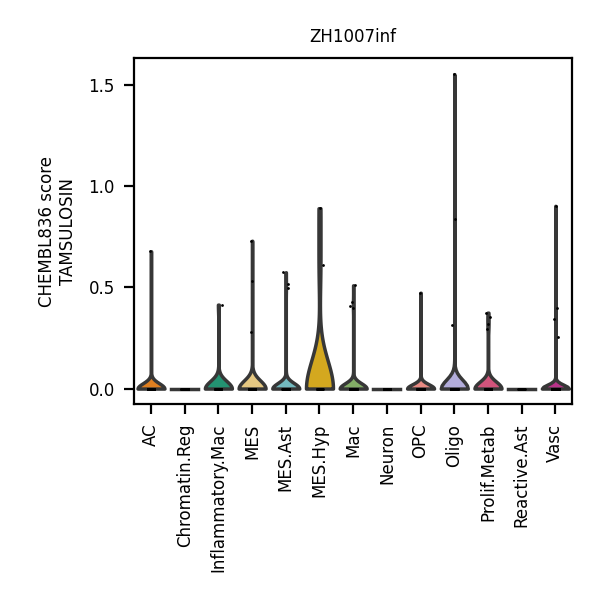 ZH1007inf
CHEMBL836 score
TAMSULOSIN
1.5
1.0
0.5
0.0
AC
Chromatin.Reg
Inflammatory.Mac
MES
MES.Ast
MES.Hyp
Mac
Neuron
OPC
Oligo
Prolif.Metab
Reactive.Ast
Vasc